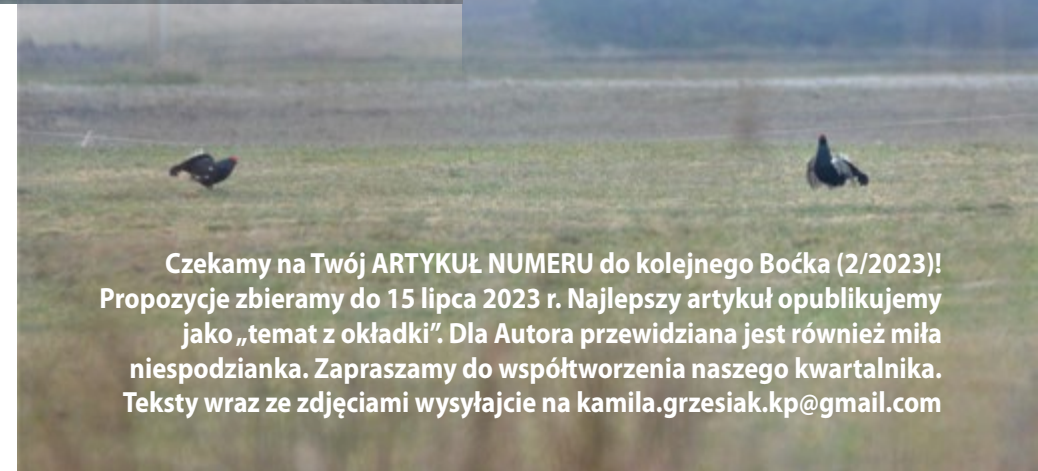 Czekamy na Twój ARTYKUŁ NUMERU do kolejnego Boćka (2/2023)!
Propozycje zbieramy do 15 lipca 2023 r. Najlepszy artykuł opublikujemy
jako „temat z okładki”. Dla Autora przewidziana jest również miła
niespodzianka. Zapraszamy do współtworzenia naszego kwartalnika.
Teksty wraz ze zdjęciami wysyłajcie na kamila.grzesiak.kp@gmail.com